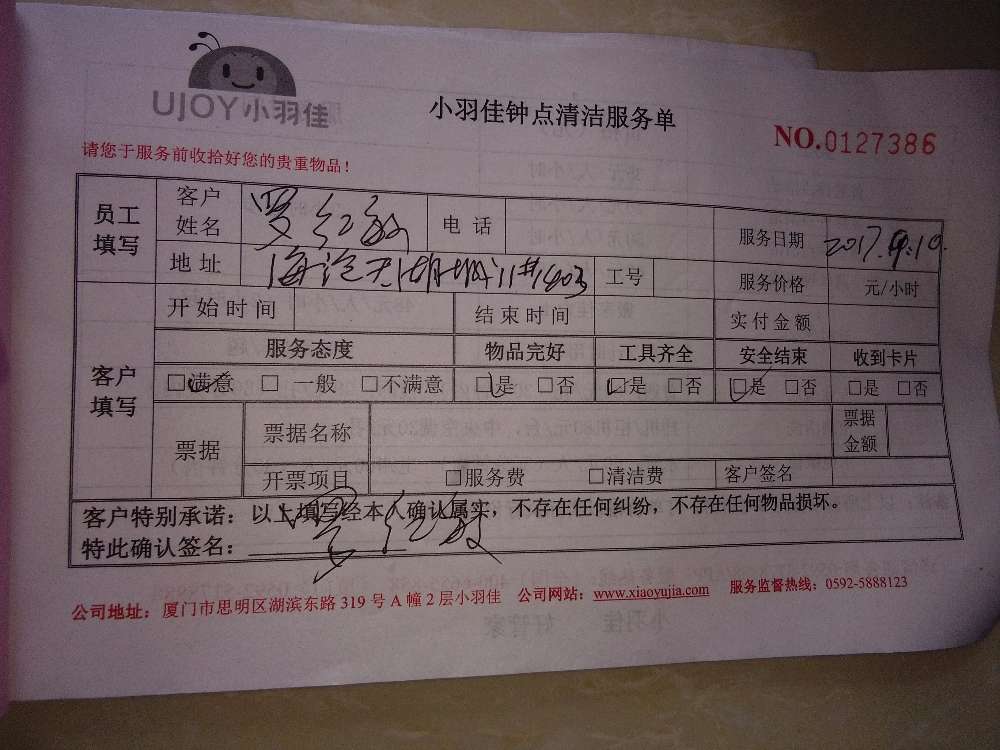 UJOY小羽佳
小羽佳钟点清洁服务单
NO.0127386
请您于服务前收拾好您的贵重物品！
员工填写 客户姓名 电话 服务日期 2017.9.10.
地址 11#1403 工号 服务价格 元/小时
客户填写 开始时间 结束时间 实付金额
服务态度 物品完好 工具齐全 安全结束 收到卡片
□满意 □一般 □不满意 □是 □否 □是 □否 □是 □否 □是 □否
票据 票据名称 票据金额
开票项目 □服务费 □清洁费 客户签名
客户特别承诺：以上填写经本人确认属实，不存在任何纠纷，不存在任何物品损坏。
特此确认签名：
公司地址：厦门市思明区湖滨东路 319 号 A 幢 2 层小羽佳 公司网站：www.xiaoyujia.com 服务监督热线：0592-5888123